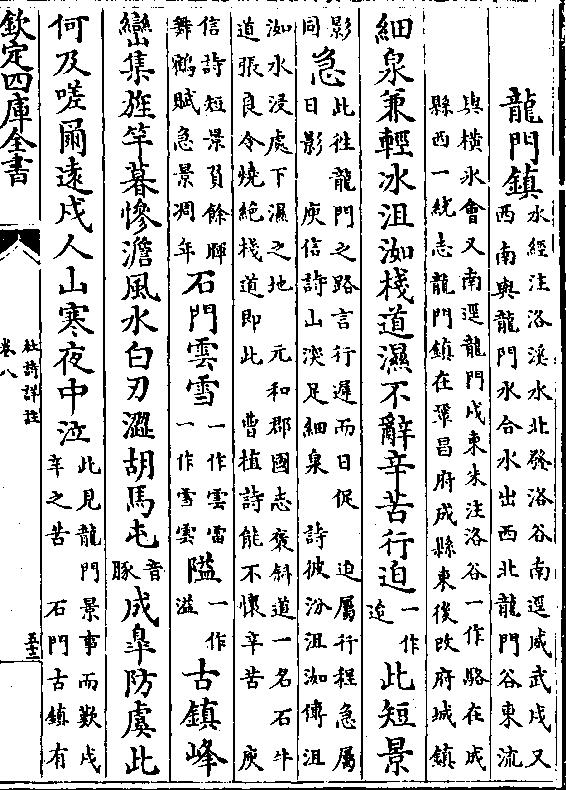 龍門鎮
水經注洛溪水北發洛谷南逕威武戍又
西南與龍門水合水出西北龍門谷東流
與橫水會又南逕龍門戍東朱注洛谷一作駱在成
縣西一統志龍門鎮在鞏昌府成縣東後改府城鎮
細泉兼輕冰沮洳棧道濕不辭辛苦行迫一作逺此短景
影同急
此往龍門之路言行遲而日促 迫屬行程急屬
日影 庾信詩山深足細泉 詩彼汾沮洳傳沮
洳水浸處下濕之地 元和郡國志褒斜道一名石牛
道張良令燒絕棧道即此 曹植詩能不懷辛苦 庾
信詩短景負餘暉
舞鶴賦急景凋年
石門雲雪一作雲雷一作雪雲隘一作溢古鎮峰
巒集旌竿暮慘澹風水白刃澀胡馬屯音豚成臯防虞此
何及嗟爾逺戍人山寒夜中泣
此見龍門景事而歎戍
辛之苦 石門古鎮有
欽定四庫全書
杜詩詳註
卷八